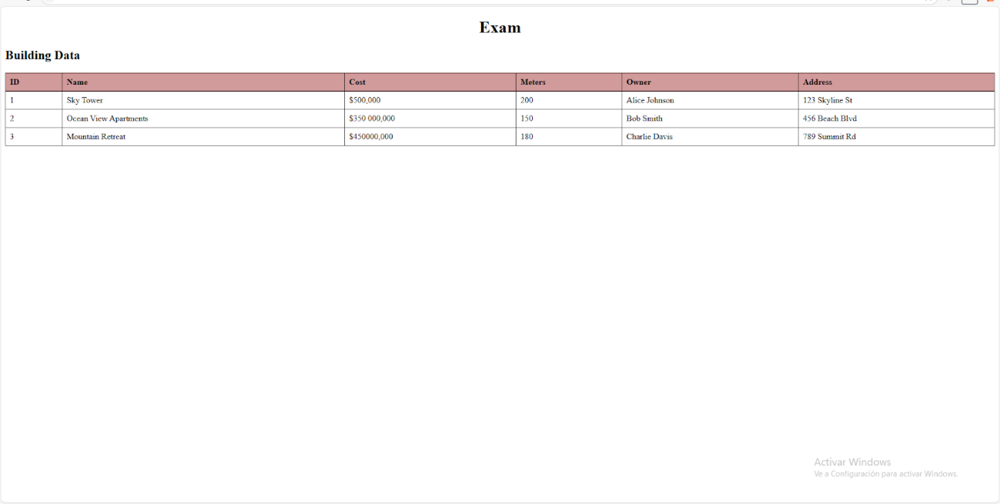 Exam
Building Data
ID Name Cost Meters Owner Address
1 Sky Tower $500,000 200 Alice Johnson 123 Skyline St
2 Ocean View Apartments $350 000,000 150 Bob Smith 456 Beach Blvd
3 Mountain Retreat $450000,000 180 Charlie Davis 789 Summit Rd
Activar Windows
Ve a Configuración para activar Windows.